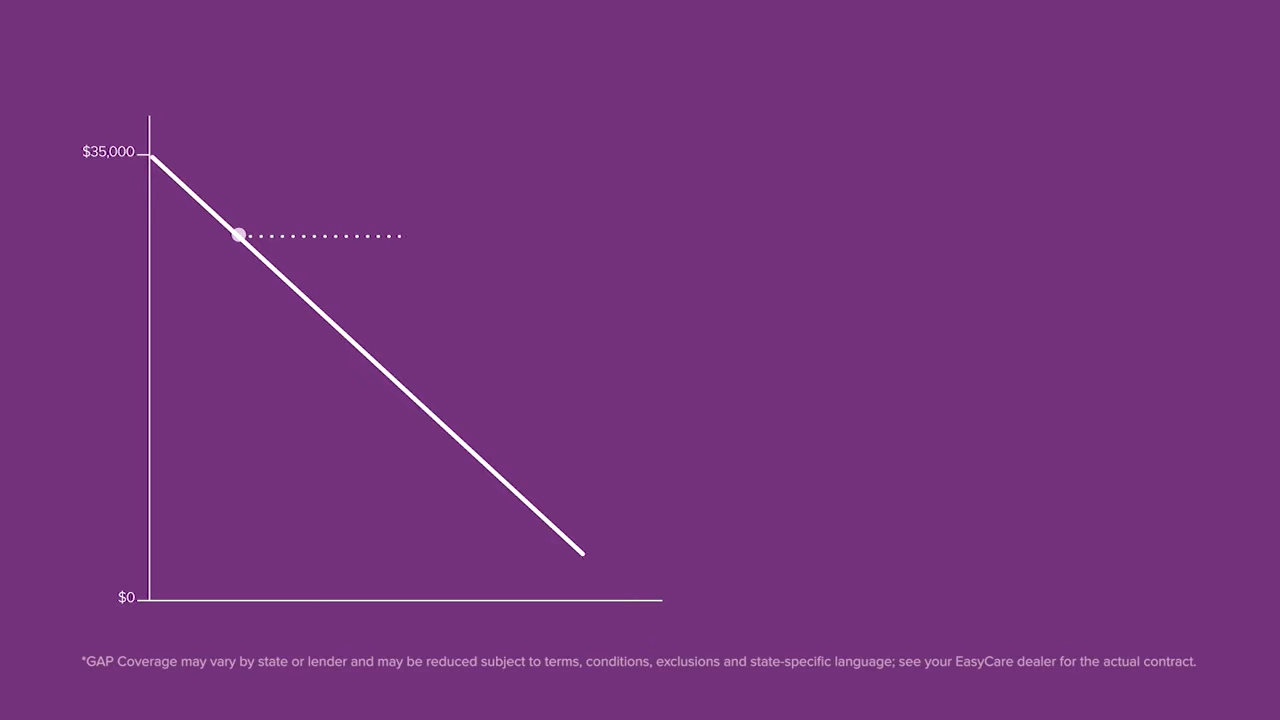 $35,000
$0
*GAP Coverage may vary by state or lender and may be reduced subject to terms, conditions, exclusions and state-specific language; see your EasyCare dealer for the actual contract.